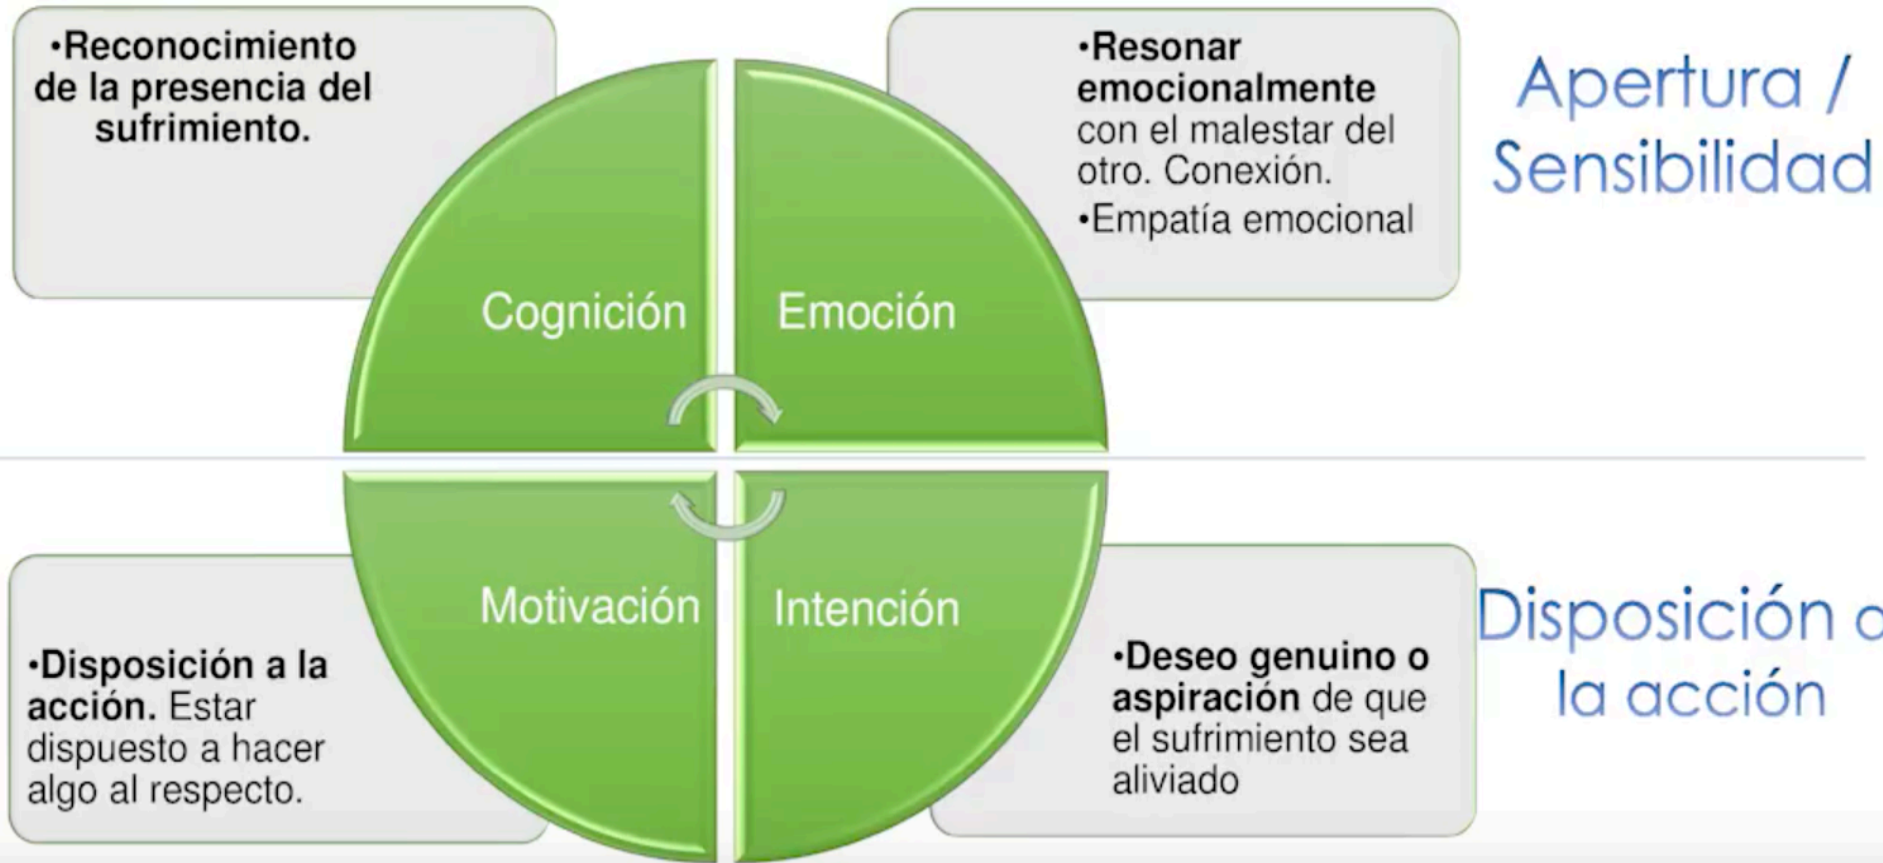 •Reconocimiento
de la presencia del
sufrimiento.
•Resonar
emocionalmente
con el malestar del
otro. Conexión.
•Empatía emocional
Apertura /
Sensibilidad
Cognición
Emoción
Motivación
Intención
•Disposición a la
acción. Estar
dispuesto a hacer
algo al respecto.
•Deseo genuino o
aspiración de que
el sufrimiento sea
aliviado
Disposición a
la acción